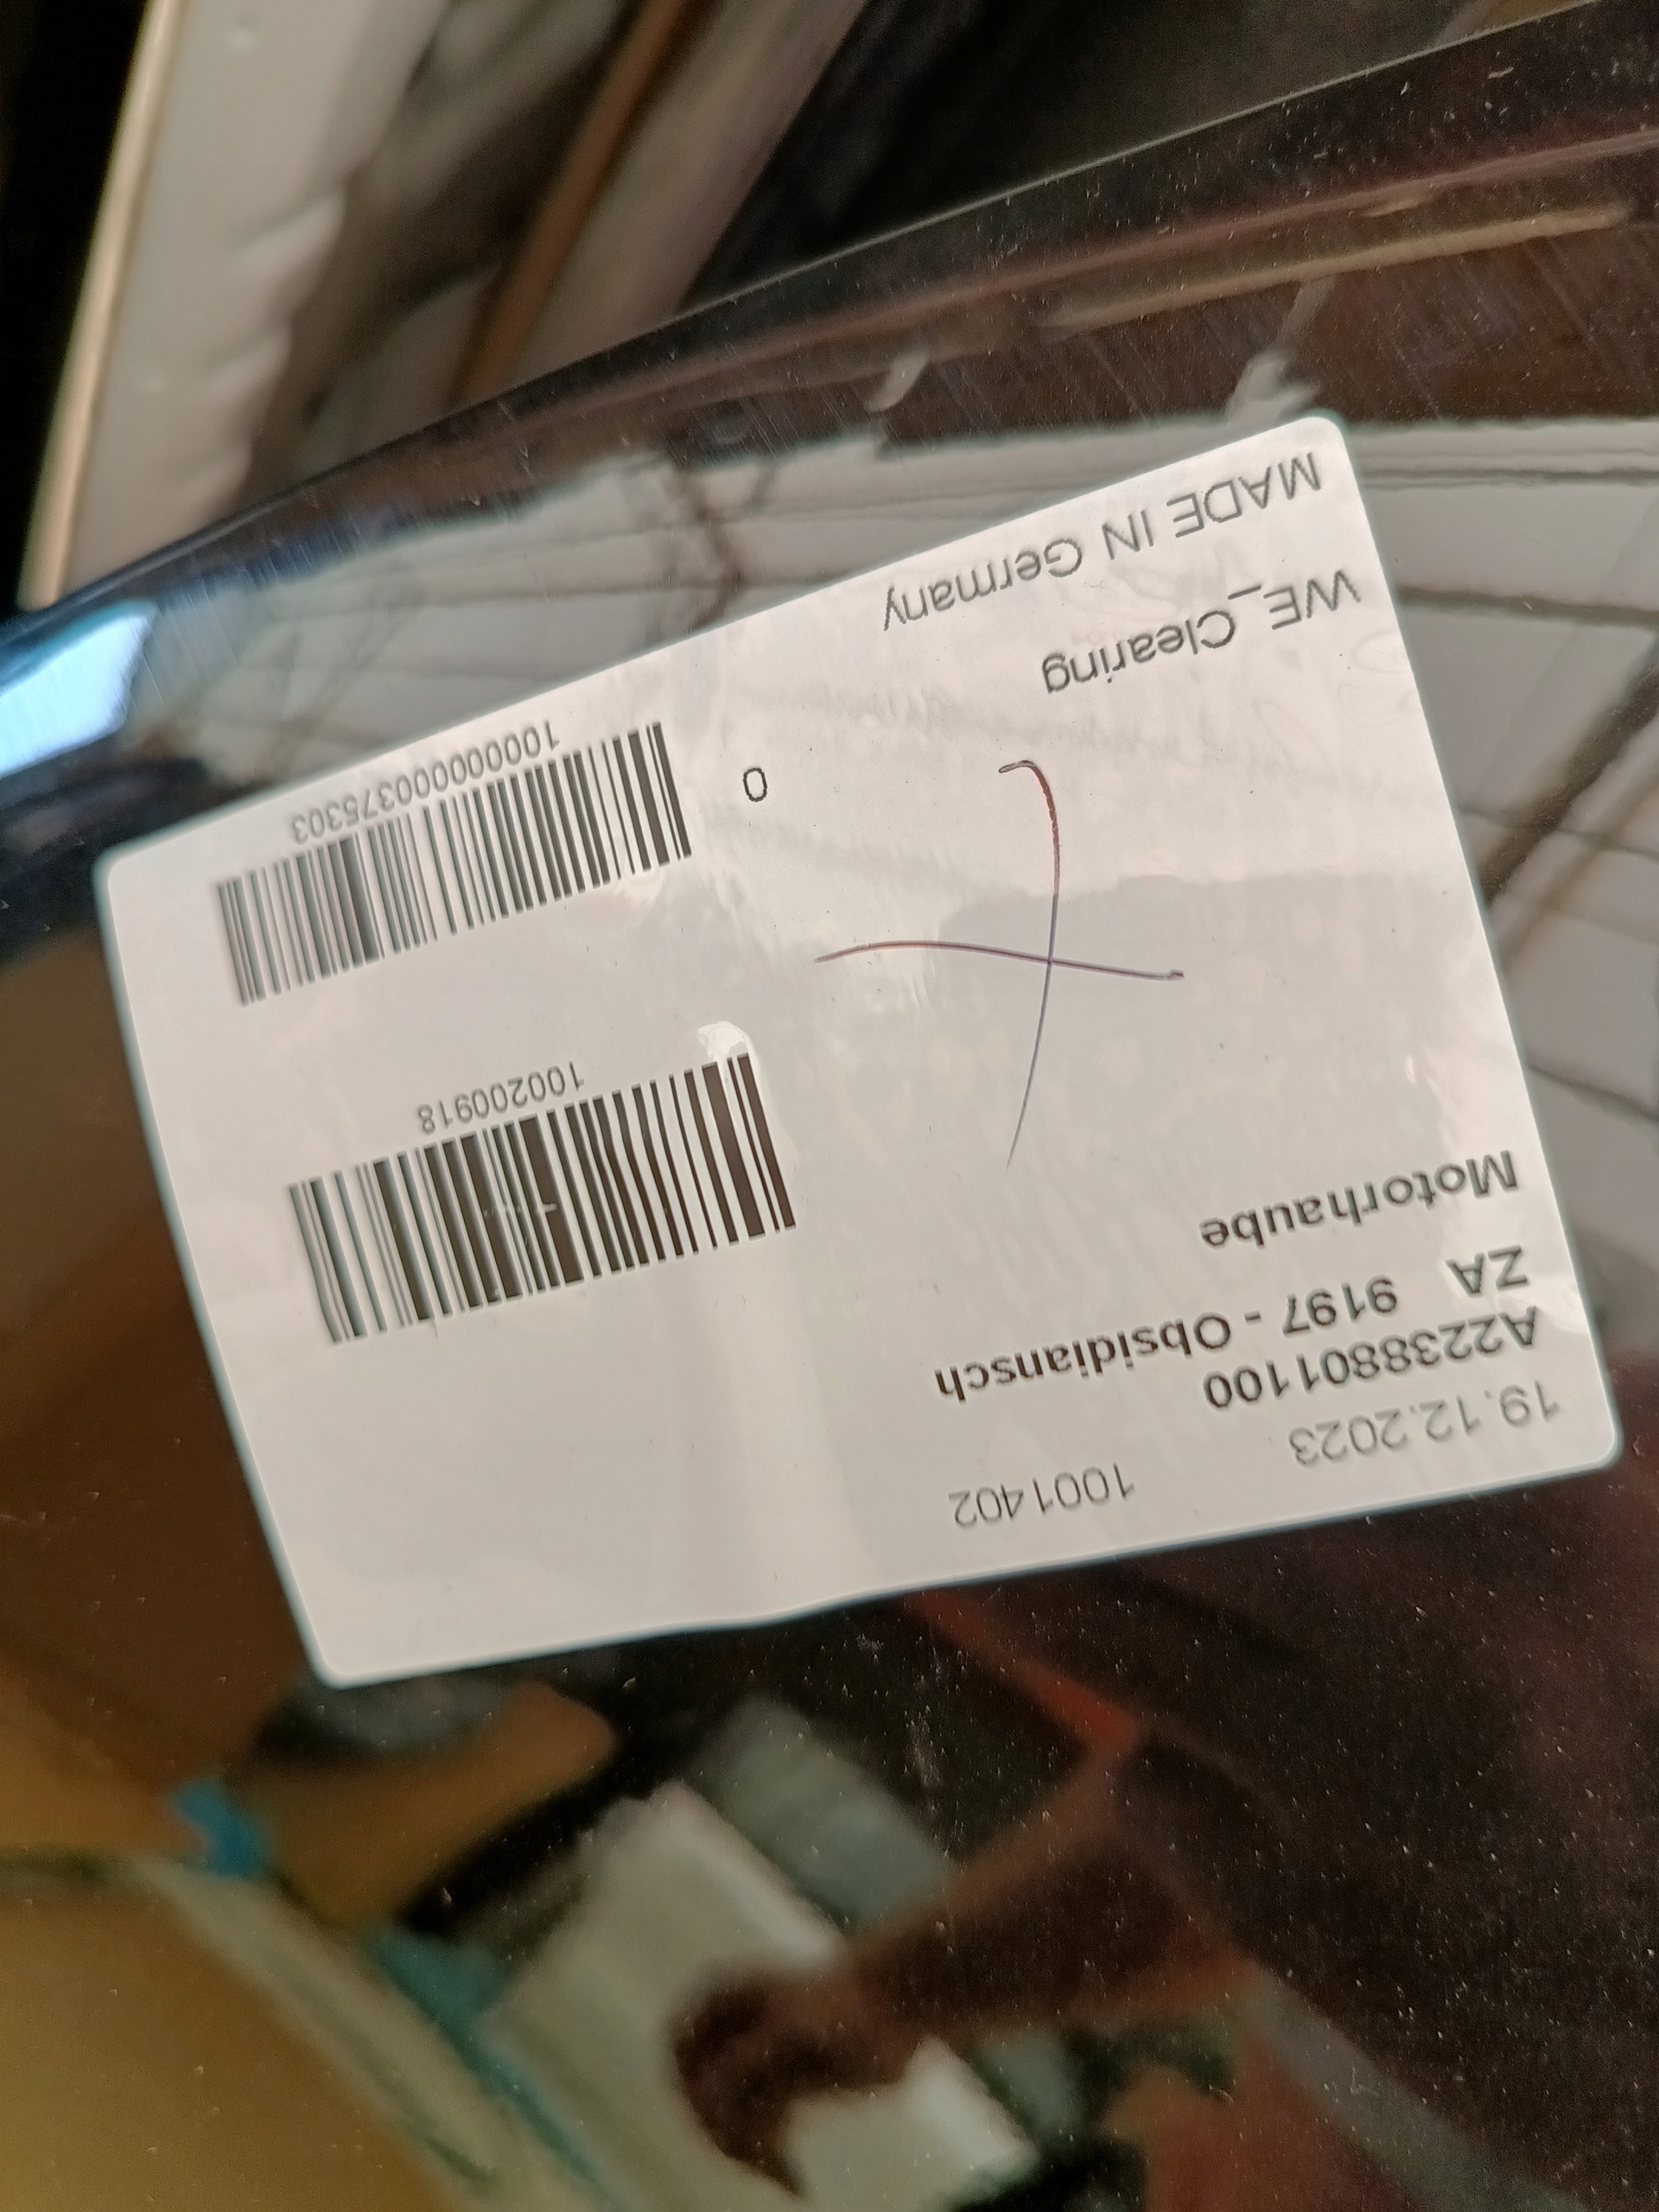 19.12.2023 1001402
A2238801100
ZA 9197 - Obsidiansch
Motorhaube
100200918
0
1000000000375303
WE_Clearing
MADE IN Germany